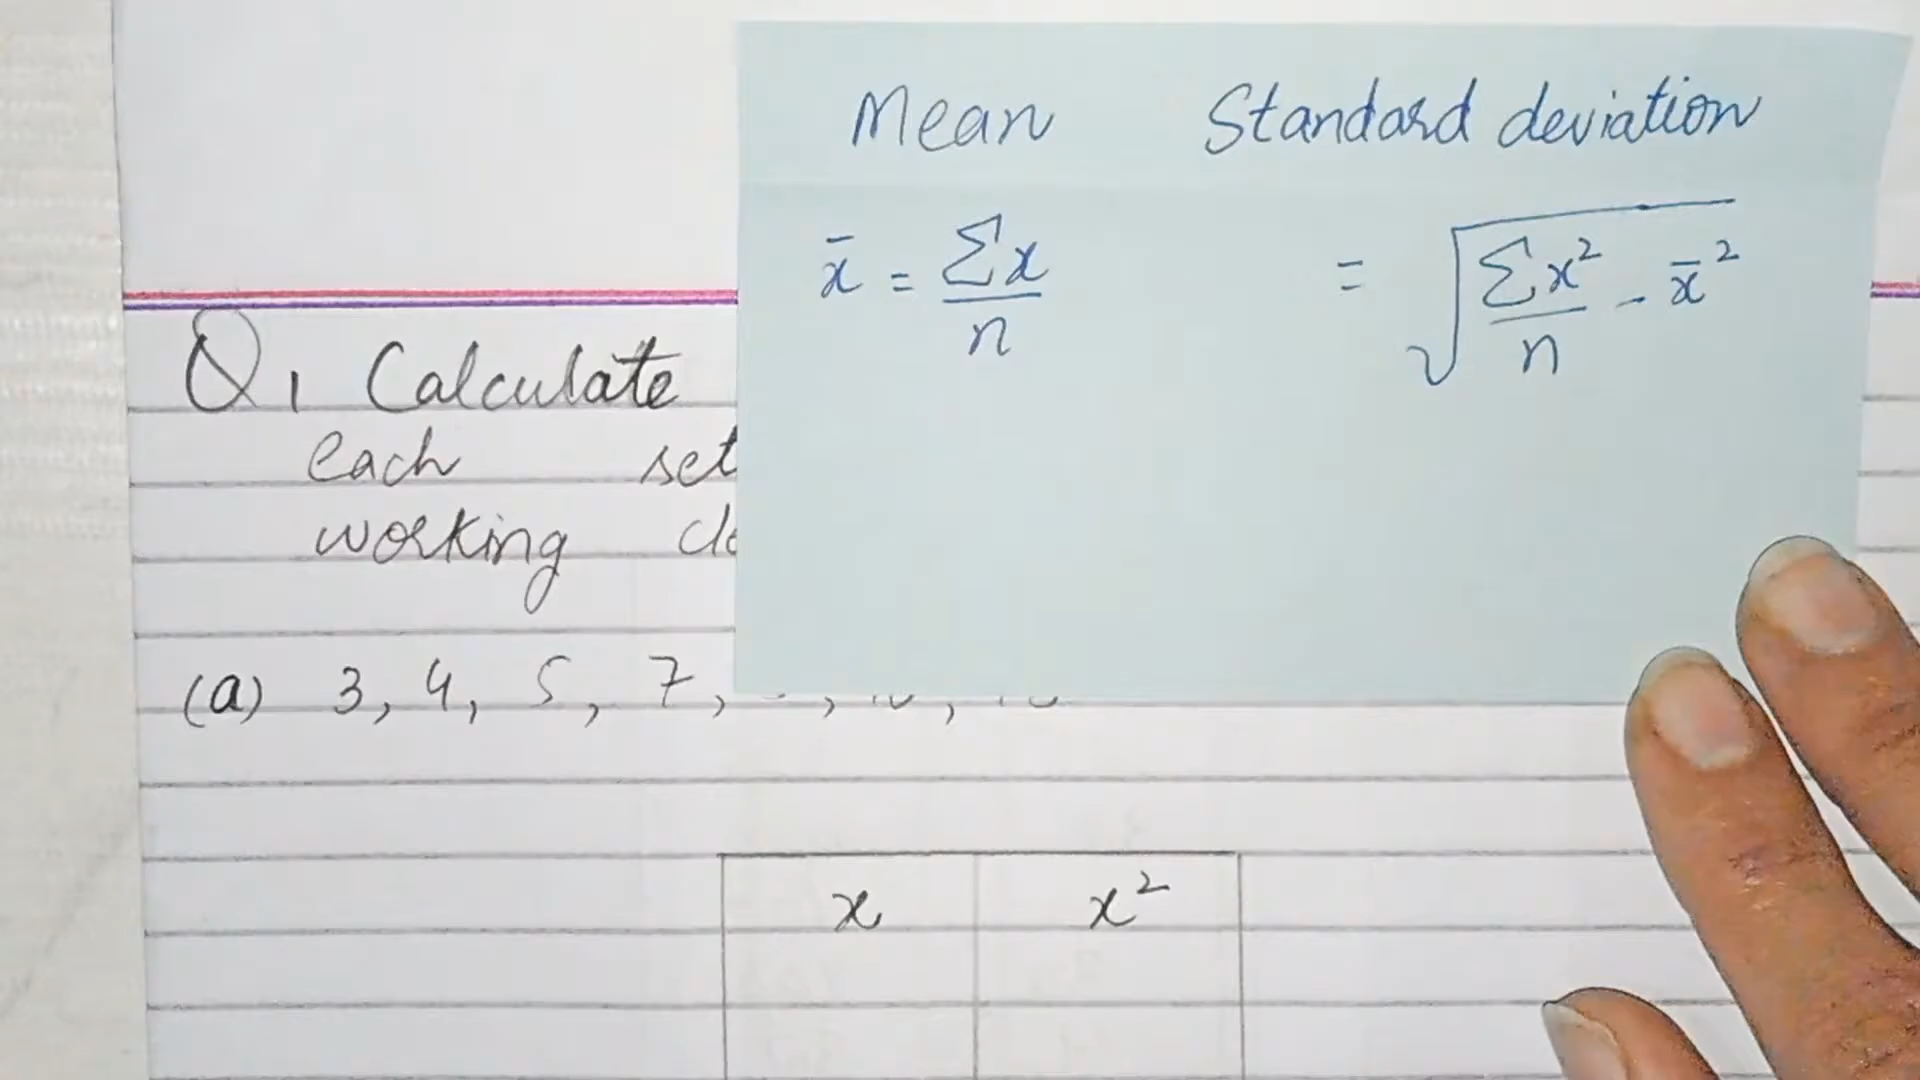 Mean Standard deviation
x̄ = Σx / n = √(Σx² / n - x̄²)
Q1 Calculate
each set
working
(a) 3, 4, 5, 7,
x x²